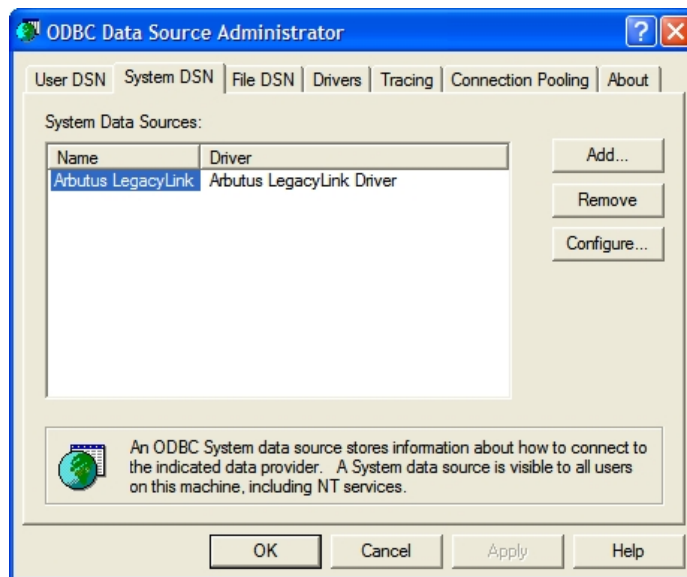 ODBC Data Source Administrator
User DSN System DSN File DSN Drivers Tracing Connection Pooling About
System Data Sources:
Name Driver
Arbutus LegacyLink Arbutus LegacyLink Driver
Add...
Remove
Configure...
An ODBC System data source stores information about how to connect to
the indicated data provider. A System data source is visible to all users
on this machine, including NT services.
OK Cancel Apply Help